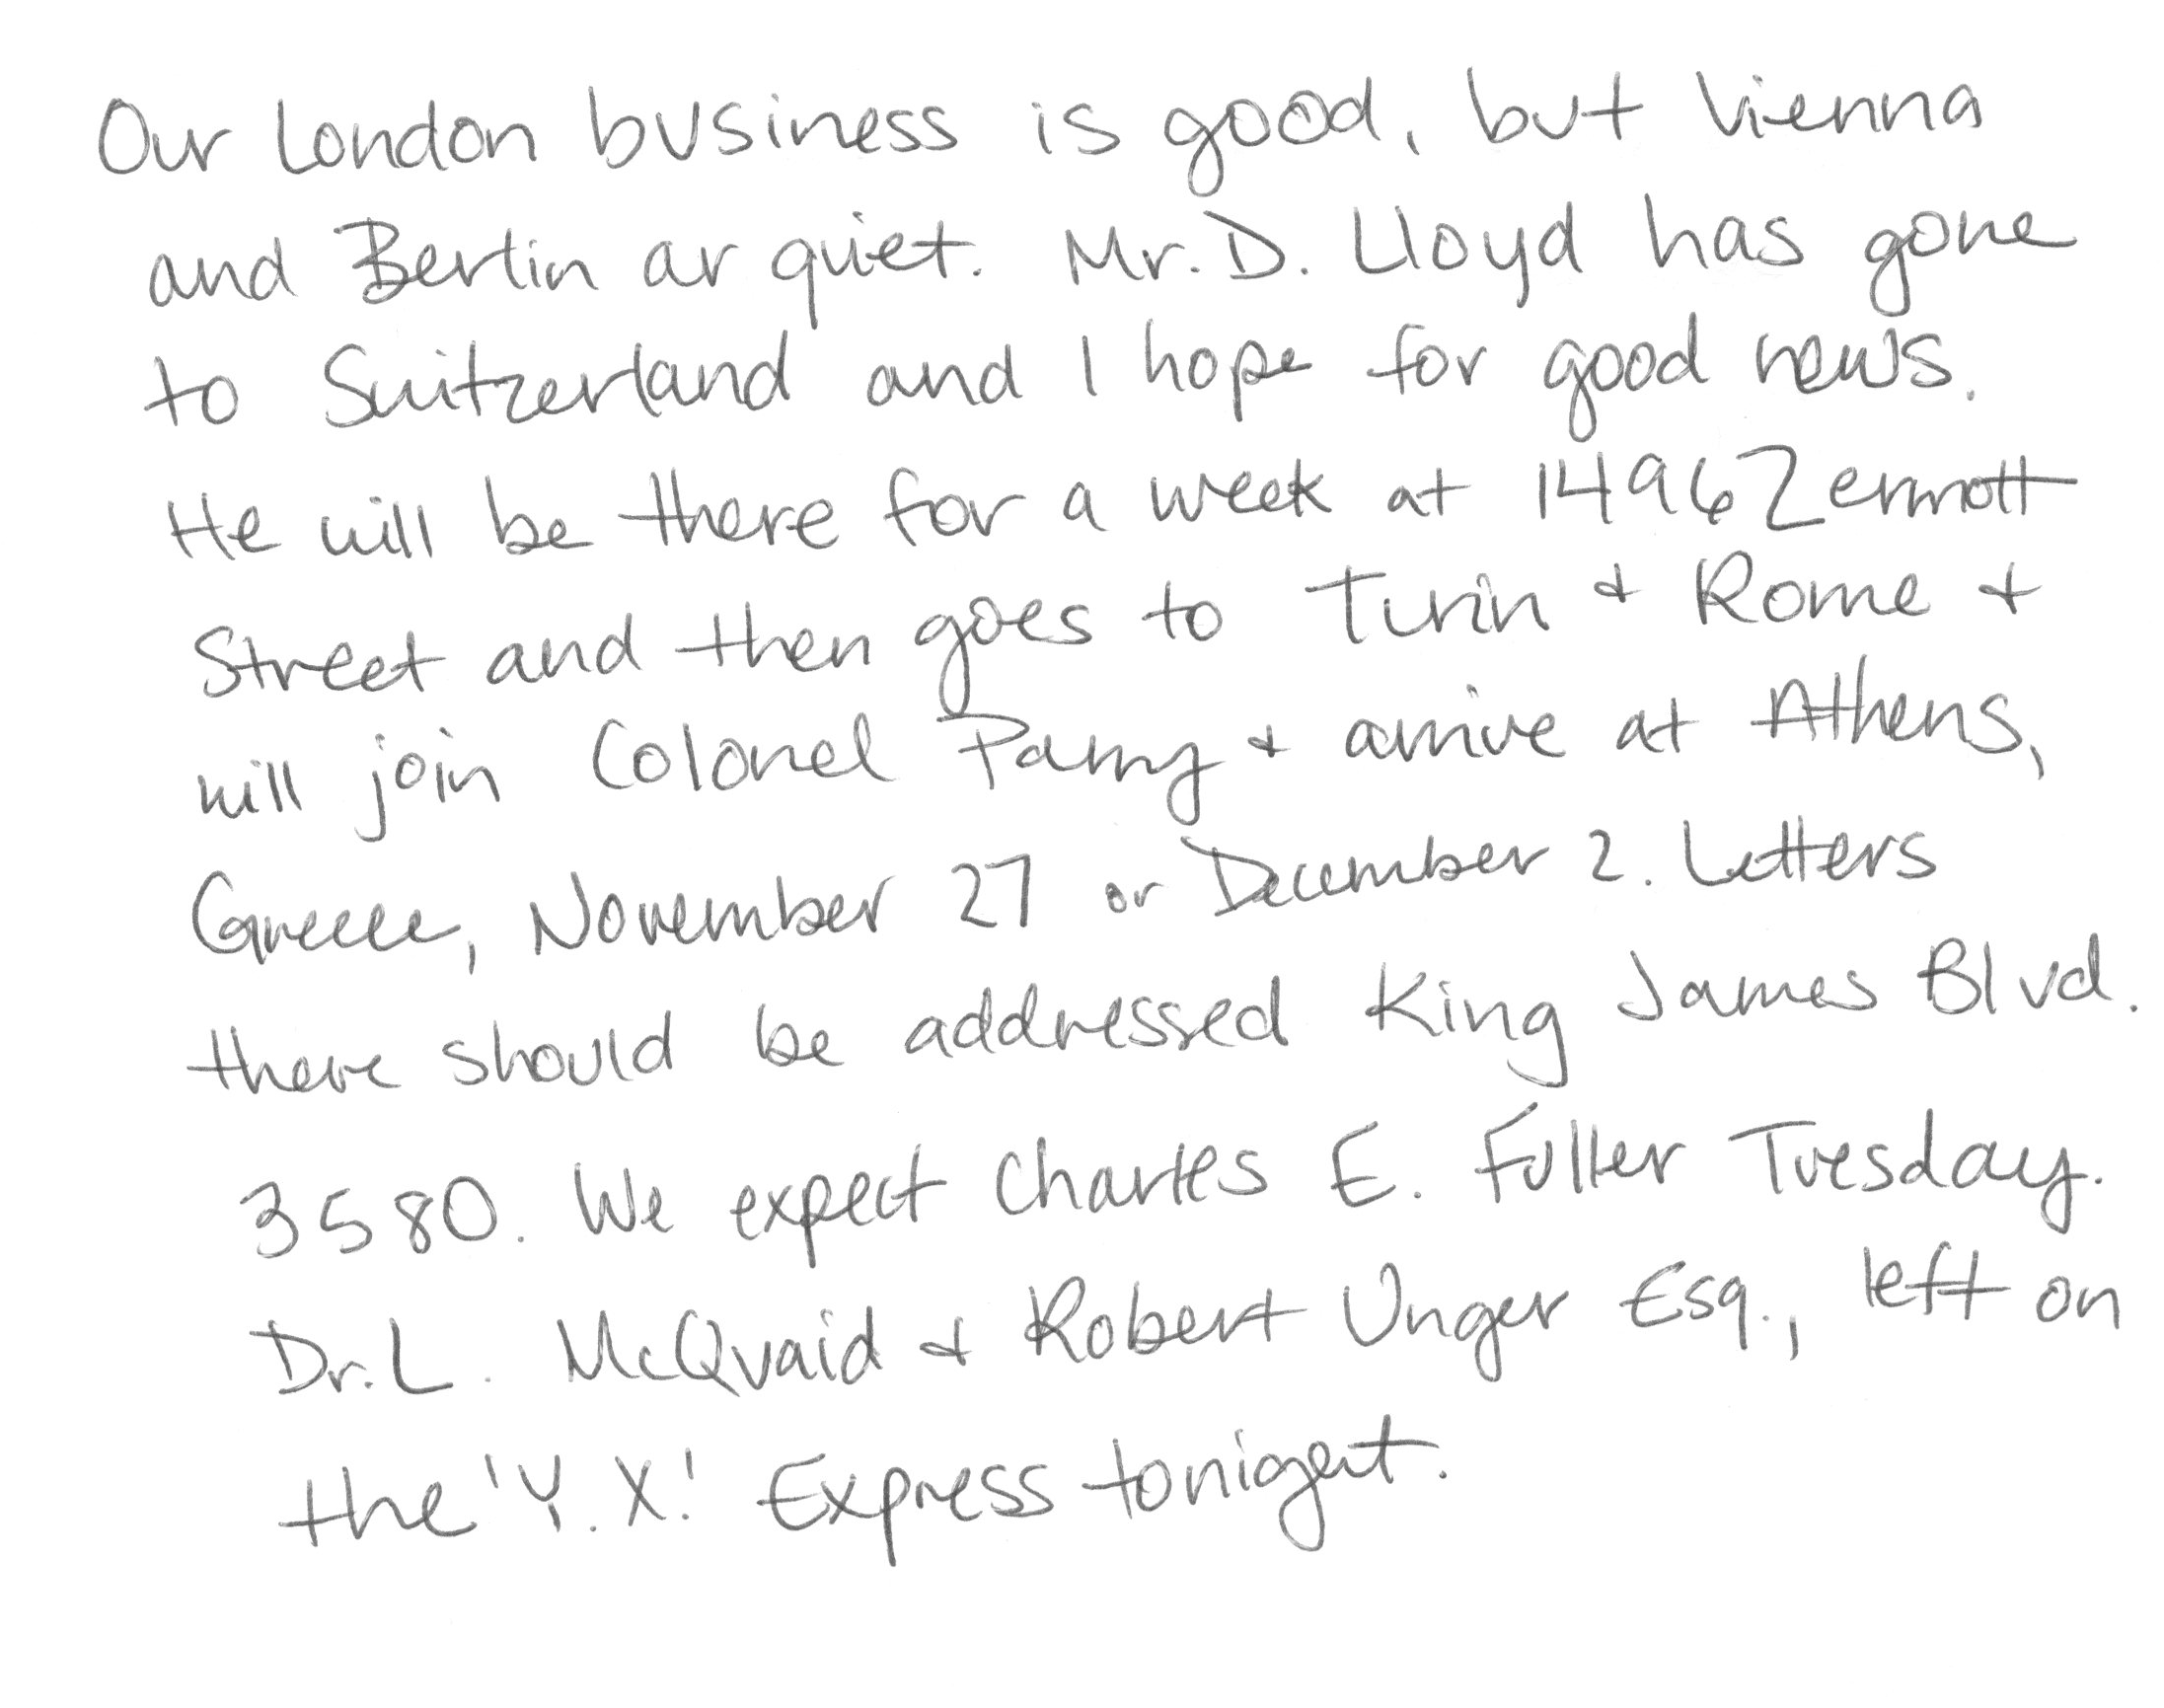 Our London business is good, but Vienna
and Berlin ar quiet. Mr. D. Lloyd has gone
to Switzerland and I hope for good news.
He will be there for a week at 1496 Zermott
Street and then goes to Turin + Rome +
will join Colonel Parry + arrive at Athens,
Greece, November 27 or December 2. Letters
there should be addressed King James Blvd.
3580. We expect Charles E. Fuller Tuesday.
Dr. L. McQuaid + Robert Unger Esq., left on
the 'Y. X.' Express tonight.